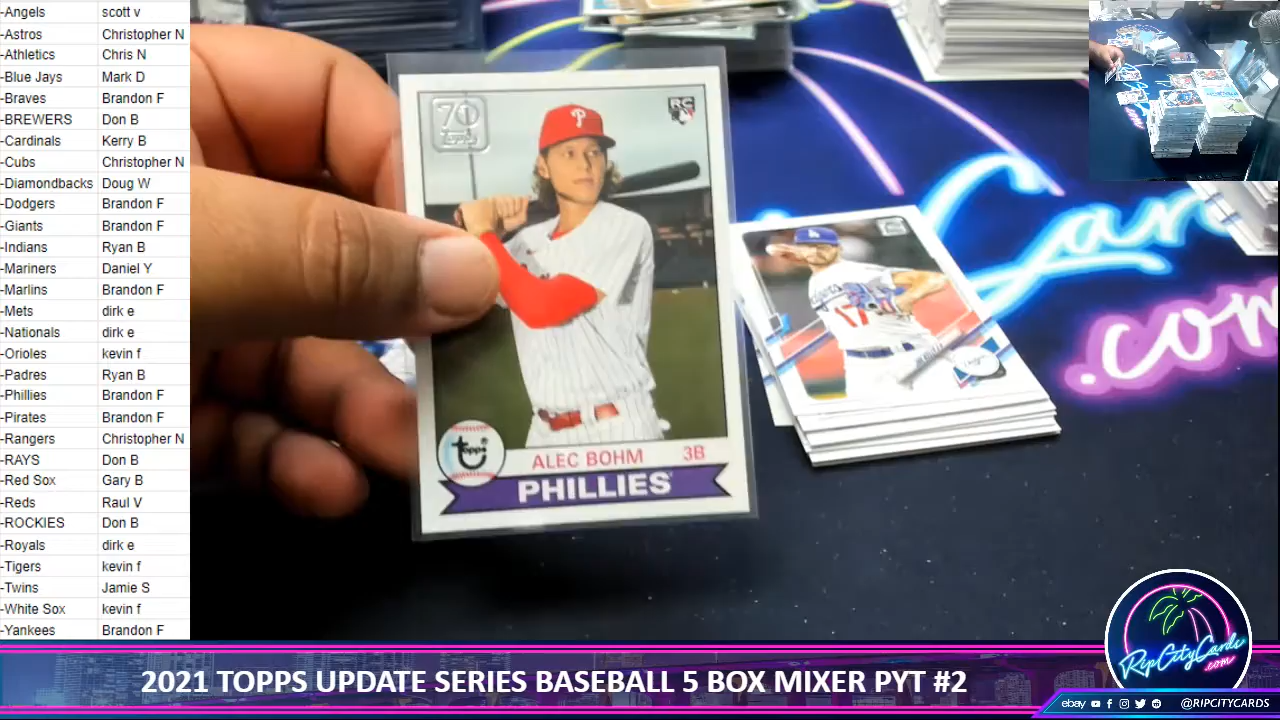 -Angels scott v
-Astros Christopher N
-Athletics Chris N
-Blue Jays Mark D
-Braves Brandon F
-BREWERS Don B
-Cardinals Kerry B
-Cubs Christopher N
-Diamondbacks Doug W
-Dodgers Brandon F
-Giants Brandon F
-Indians Ryan B
-Mariners Daniel Y
-Marlins Brandon F
-Mets dirk e
-Nationals dirk e
-Orioles kevin f
-Padres Ryan B
-Phillies Brandon F
-Pirates Brandon F
-Rangers Christopher N
-RAYS Don B
-Red Sox Gary B
-Reds Raul V
-ROCKIES Don B
-Royals dirk e
-Tigers kevin f
-Twins Jamie S
-White Sox kevin f
-Yankees Brandon F
70
Topps
RC
P
topps
ALEC BOHM 3B
PHILLIES
17
.com
RipCityCards
.com
2021 TOPPS UPDATE SERIES BASEBALL 5 BOX MIXER PYT #2
ebay @RIPCITYCARDS